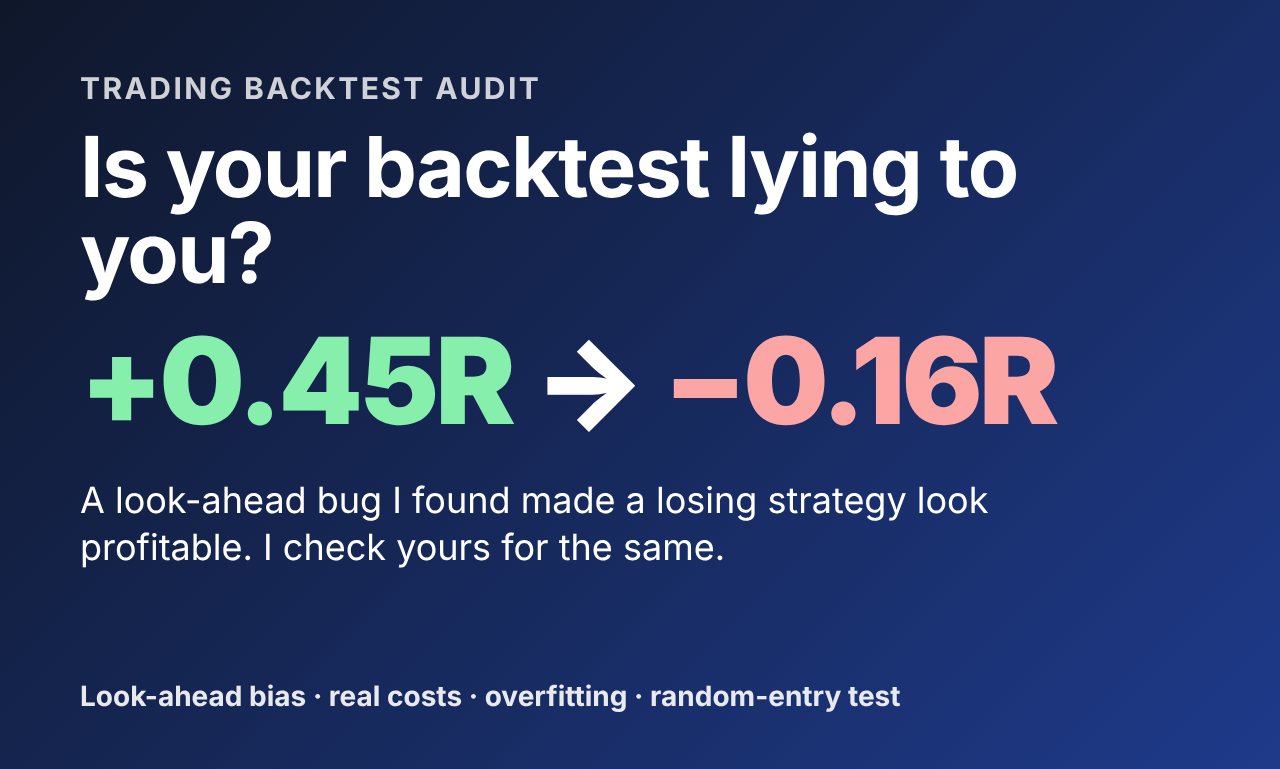 TRADING BACKTEST AUDIT
Is your backtest lying to
you?
+0.45R → −0.16R
A look-ahead bug I found made a losing strategy look
profitable. I check yours for the same.
Look-ahead bias · real costs · overfitting · random-entry test